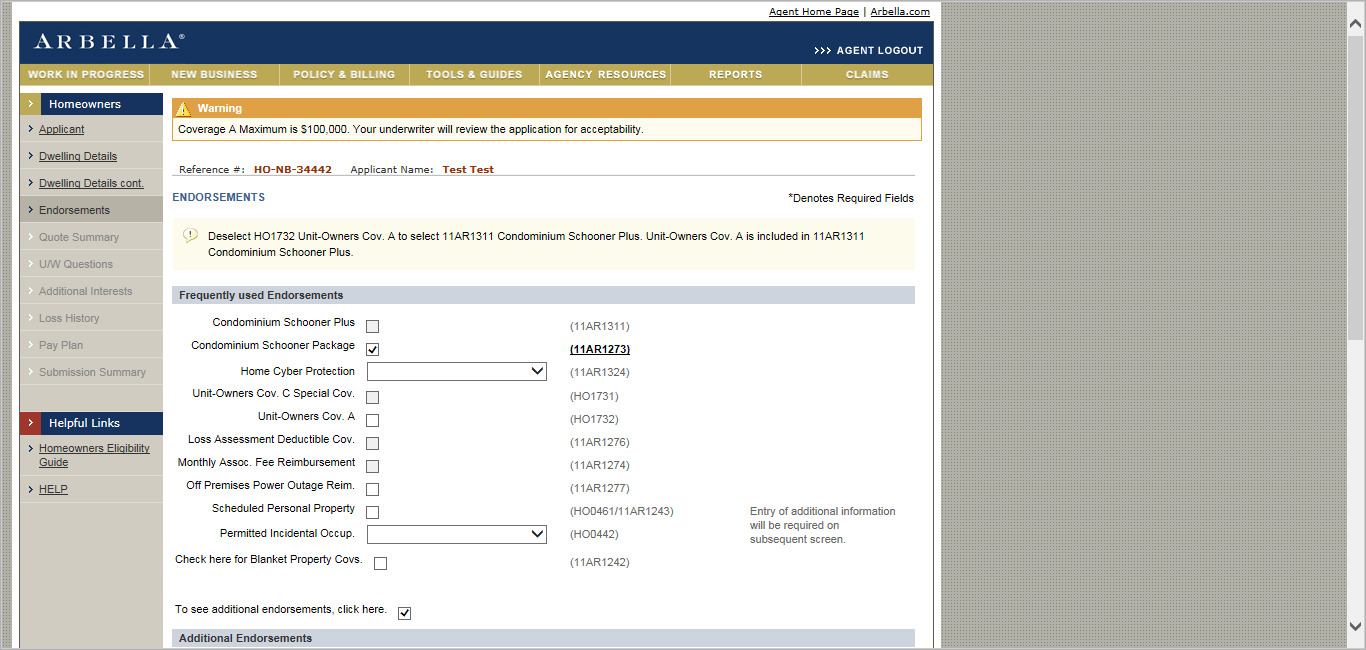 Agent Home Page | Arbella.com
ARBELLA®
>>> AGENT LOGOUT
WORK IN PROGRESS NEW BUSINESS POLICY & BILLING TOOLS & GUIDES AGENCY RESOURCES REPORTS CLAIMS
Homeowners
Applicant
Dwelling Details
Dwelling Details cont.
Endorsements
Quote Summary
U/W Questions
Additional Interests
Loss History
Pay Plan
Submission Summary
Helpful Links
Homeowners Eligibility
Guide
HELP
Warning
Coverage A Maximum is $100,000. Your underwriter will review the application for acceptability.
Reference #: HO-NB-34442 Applicant Name: Test Test
ENDORSEMENTS *Denotes Required Fields
Deselect HO1732 Unit-Owners Cov. A to select 11AR1311 Condominium Schooner Plus. Unit-Owners Cov. A is included in 11AR1311
Condominium Schooner Plus.
Frequently used Endorsements
Condominium Schooner Plus (11AR1311)
Condominium Schooner Package (11AR1273)
Home Cyber Protection (11AR1324)
Unit-Owners Cov. C Special Cov. (HO1731)
Unit-Owners Cov. A (HO1732)
Loss Assessment Deductible Cov. (11AR1276)
Monthly Assoc. Fee Reimbursement (11AR1274)
Off Premises Power Outage Reim. (11AR1277)
Scheduled Personal Property (HO0461/11AR1243) Entry of additional information
will be required on
subsequent screen.
Permitted Incidental Occup. (HO0442)
Check here for Blanket Property Covs. (11AR1242)
To see additional endorsements, click here.
Additional Endorsements